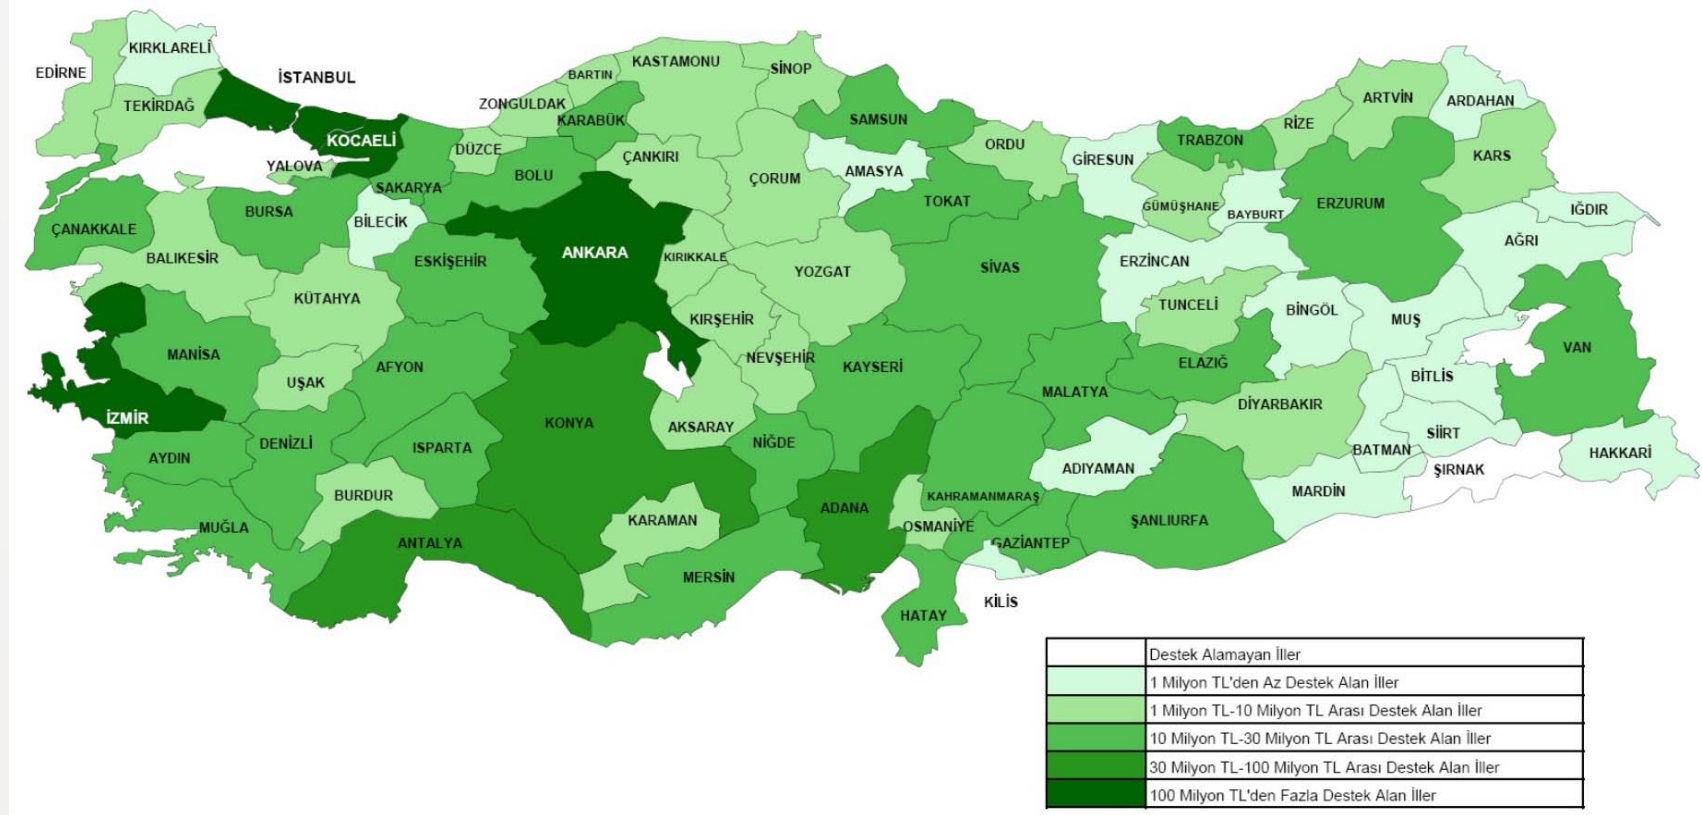 KIRKLARELİ
EDİRNE
İSTANBUL
TEKİRDAĞ
KOCAELİ
YALOVA
SAKARYA
DÜZCE
ZONGULDAK
BARTIN
KARABÜK
KASTAMONU
SİNOP
BOLU
ÇANKIRI
ÇORUM
SAMSUN
AMASYA
ORDU
TOKAT
GİRESUN
TRABZON
GÜMÜŞHANE
BAYBURT
RİZE
ARTVİN
ARDAHAN
KARS
ERZURUM
IĞDIR
AĞRI
ÇANAKKALE
BALIKESİR
BURSA
BİLECİK
KÜTAHYA
ESKİŞEHİR
ANKARA
KIRIKKALE
KIRŞEHİR
YOZGAT
NEVŞEHİR
SİVAS
ERZİNCAN
TUNCELİ
BİNGÖL
MUŞ
BİTLİS
VAN
MANİSA
UŞAK
AFYON
İZMİR
AYDIN
DENİZLİ
ISPARTA
BURDUR
MUĞLA
ANTALYA
KONYA
AKSARAY
NİĞDE
KARAMAN
MERSİN
KAYSERİ
ADANA
MALATYA
ELAZIĞ
KAHRAMANMARAŞ
OSMANİYE
GAZİANTEP
HATAY
KİLİS
ADIYAMAN
ŞANLIURFA
DİYARBAKIR
MARDİN
BATMAN
SİİRT
ŞIRNAK
HAKKARİ
Destek Alamayan İller
1 Milyon TL'den Az Destek Alan İller
1 Milyon TL-10 Milyon TL Arası Destek Alan İller
10 Milyon TL-30 Milyon TL Arası Destek Alan İller
30 Milyon TL-100 Milyon TL Arası Destek Alan İller
100 Milyon TL'den Fazla Destek Alan İller